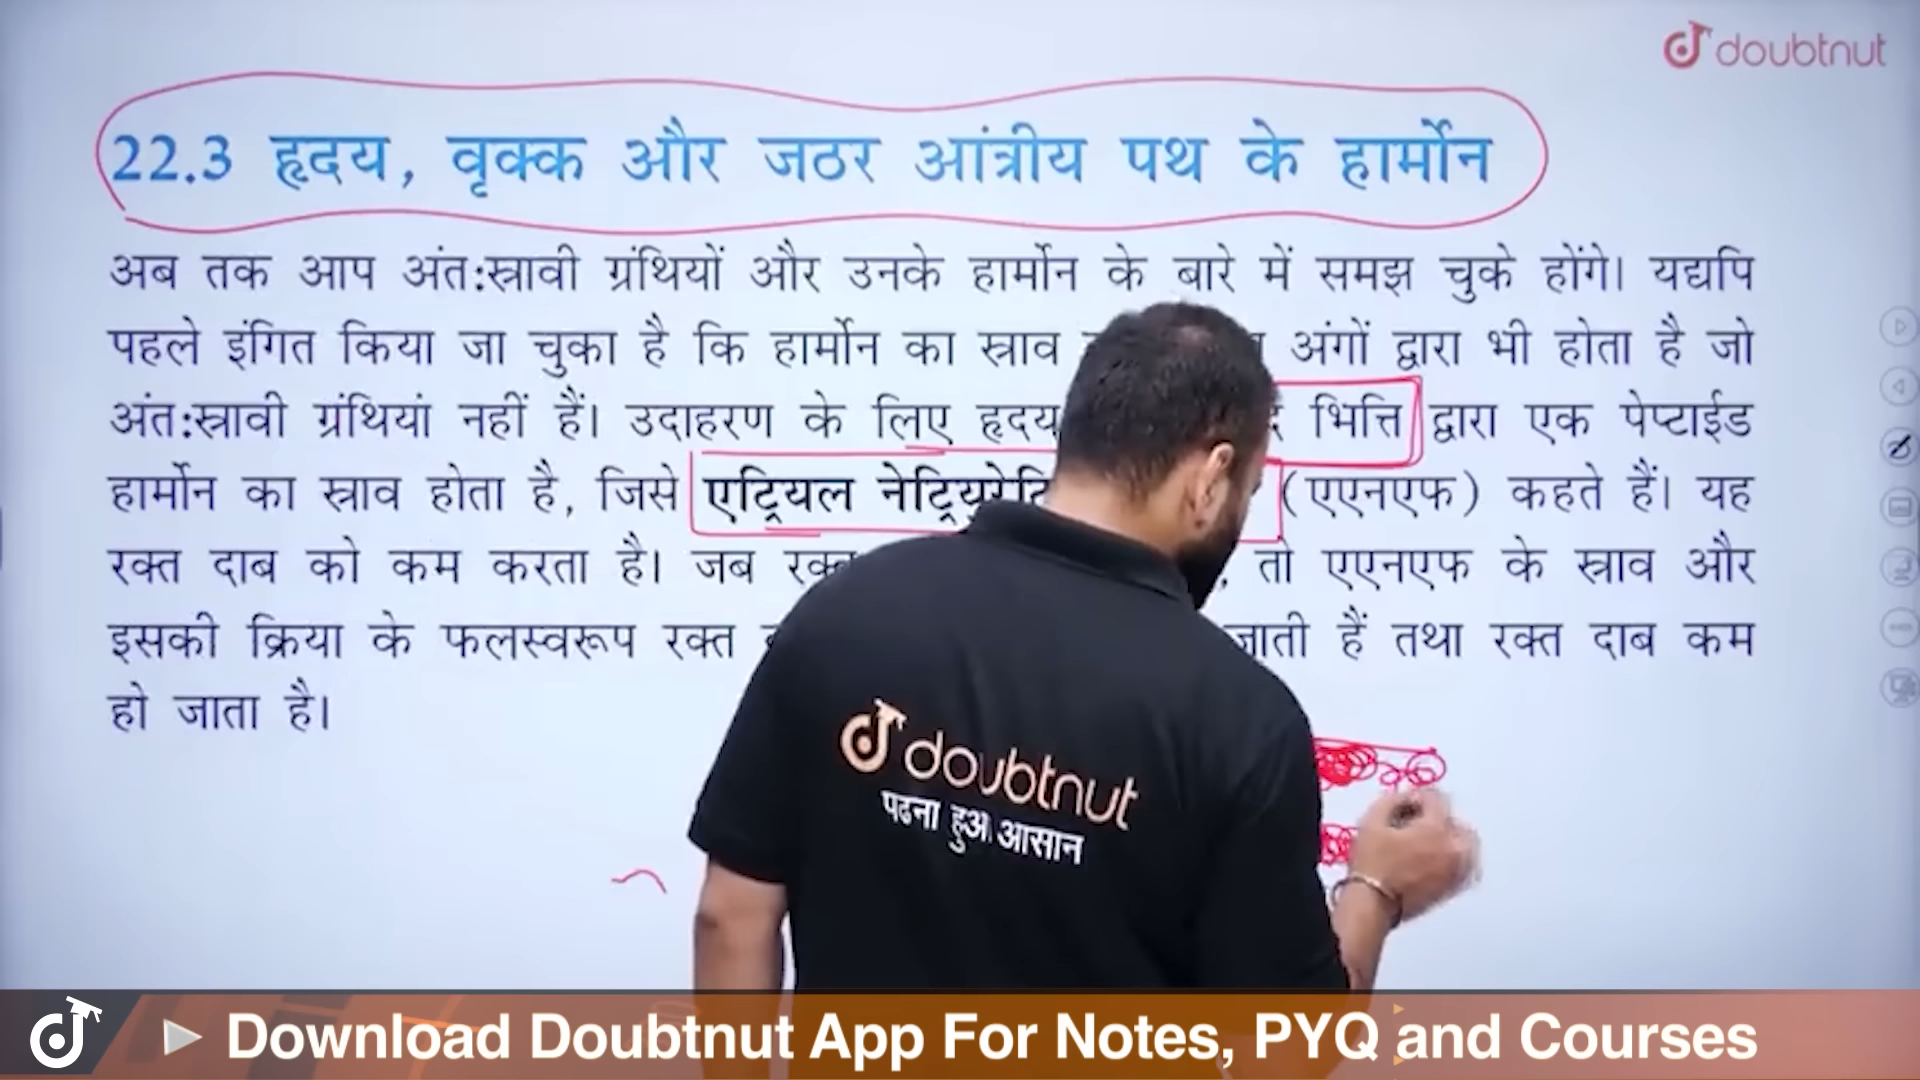 doubtnut
22.3 हृदय, वृक्क और जठर आंत्रीय पथ के हार्मोन
अब तक आप अंत:स्रावी ग्रंथियों और उनके हार्मोन के बारे में समझ चुके होंगे। यद्यपि
पहले इंगित किया जा चुका है कि हार्मोन का स्राव अंगों द्वारा भी होता है जो
अंत:स्रावी ग्रंथियां नहीं हैं। उदाहरण के लिए हृदय भित्ति द्वारा एक पेप्टाईड
हार्मोन का स्राव होता है, जिसे एट्रियल (एएनएफ) कहते हैं। यह
रक्त दाब को कम करता है। जब तो एएनएफ के स्राव और
इसकी क्रिया के फलस्वरूप रक्त जाती हैं तथा रक्त दाब कम
हो जाता है।
doubtnut
पढना हुआ आसान
Download Doubtnut App For Notes, PYQ and Courses